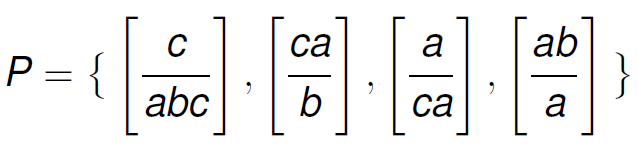 P = { [c/abc], [ca/b], [a/ca], [ab/a] }